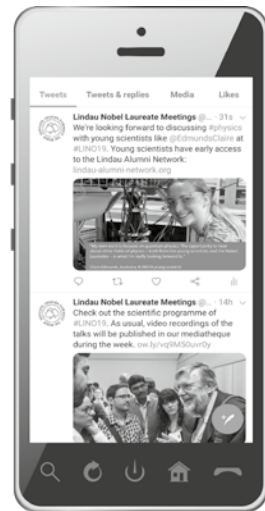 Tweets Tweets & replies Media Likes
Lindau Nobel Laureate Meetings @... · 31s
We're looking forward to discussing #physics
with young scientists like @EdmundsClaire at
#LINO19. Young scientists have early access
to the Lindau Alumni Network:
lindau-alumni-network.org
Lindau Nobel Laureate Meetings @... · 14h
Check out the scientific programme of
#LINO19. As usual, video recordings of the
talks will be published in our mediatheque
during the week. ow.ly/vq9M50uvr0y